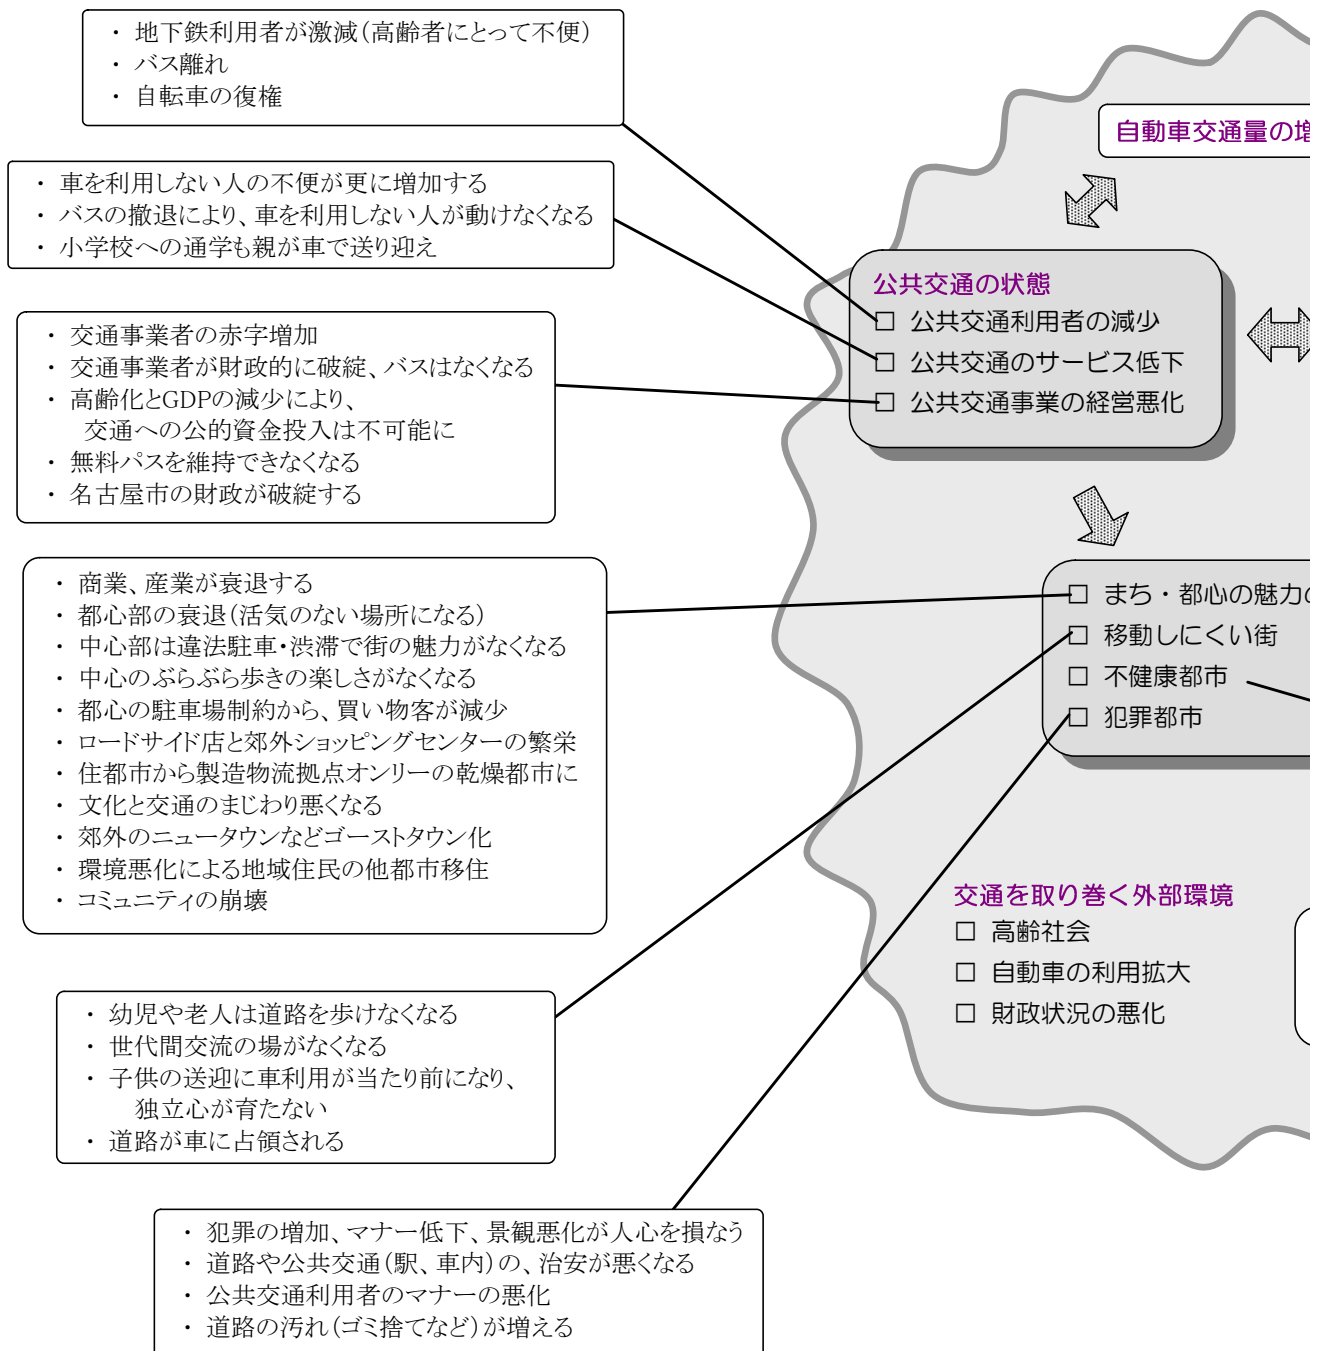 ・ 地下鉄利用者が激減（高齢者にとって不便）
・ バス離れ
・ 自転車の復権
・ 車を利用しない人の不便が更に増加する
・ バスの撤退により、車を利用しない人が動けなくなる
・ 小学校への通学も親が車で送り迎え
・ 交通事業者の赤字増加
・ 交通事業者が財政的に破綻、バスはなくなる
・ 高齢化とGDPの減少により、
交通への公的資金投入は不可能に
・ 無料パスを維持できなくなる
・ 名古屋市の財政が破綻する
・ 商業、産業が衰退する
・ 都心部の衰退（活気のない場所になる）
・ 中心部は違法駐車・渋滞で街の魅力がなくなる
・ 中心のぶらぶら歩きの楽しさがなくなる
・ 都心の駐車場制約から、買い物客が減少
・ ロードサイド店と郊外ショッピングセンターの繁栄
・ 住都市から製造物流拠点オンリーの乾燥都市に
・ 文化と交通のまじわり悪くなる
・ 郊外のニュータウンなどゴーストタウン化
・ 環境悪化による地域住民の他都市移住
・ コミュニティの崩壊
・ 幼児や老人は道路を歩けなくなる
・ 世代間交流の場がなくなる
・ 子供の送迎に車利用が当たり前になり、
独立心が育たない
・ 道路が車に占領される
・ 犯罪の増加、マナー低下、景観悪化が人心を損なう
・ 道路や公共交通（駅、車内）の、治安が悪くなる
・ 公共交通利用者のマナーの悪化
・ 道路の汚れ（ゴミ捨てなど）が増える
自動車交通量の増
公共交通の状態
□ 公共交通利用者の減少
□ 公共交通のサービス低下
□ 公共交通事業の経営悪化
□ まち・都心の魅力の
□ 移動しにくい街
□ 不健康都市
□ 犯罪都市
交通を取り巻く外部環境
□ 高齢社会
□ 自動車の利用拡大
□ 財政状況の悪化